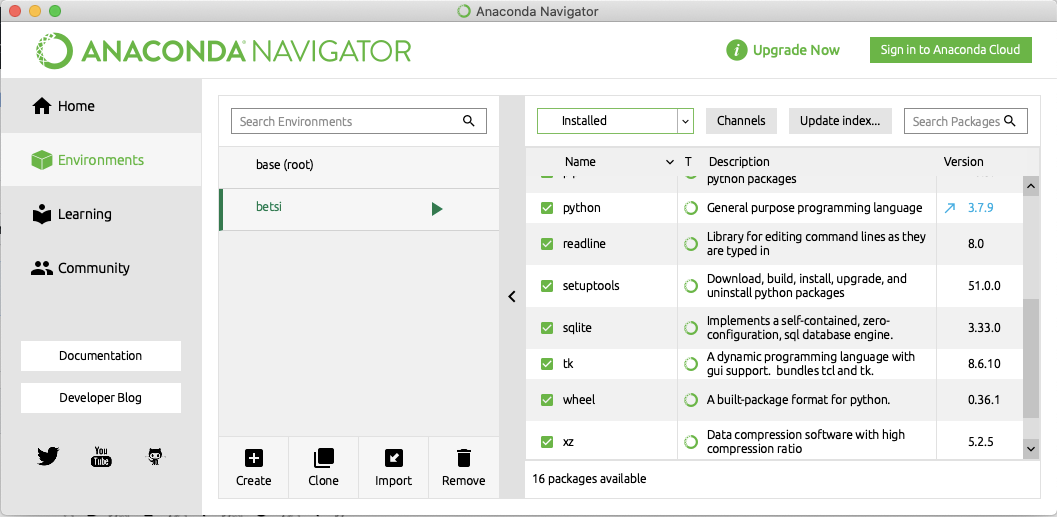 Anaconda Navigator
ANACONDA NAVIGATOR
Upgrade Now
Sign in to Anaconda Cloud
Home
Environments
Learning
Community
Documentation
Developer Blog
You
Tube
Search Environments
base (root)
betsi
Create
Clone
Import
Remove
Installed
Channels
Update index...
Search Packages
Name
T
Description
Version
python packages
python
General purpose programming language
3.7.9
readline
Library for editing command lines as they
are typed in
8.0
setuptools
Download, build, install, upgrade, and
uninstall python packages
51.0.0
sqlite
Implements a self-contained, zero-
configuration, sql database engine.
3.33.0
tk
A dynamic programming language with
gui support. bundles tcl and tk.
8.6.10
wheel
A built-package format for python.
0.36.1
xz
Data compression software with high
compression ratio
5.2.5
16 packages available